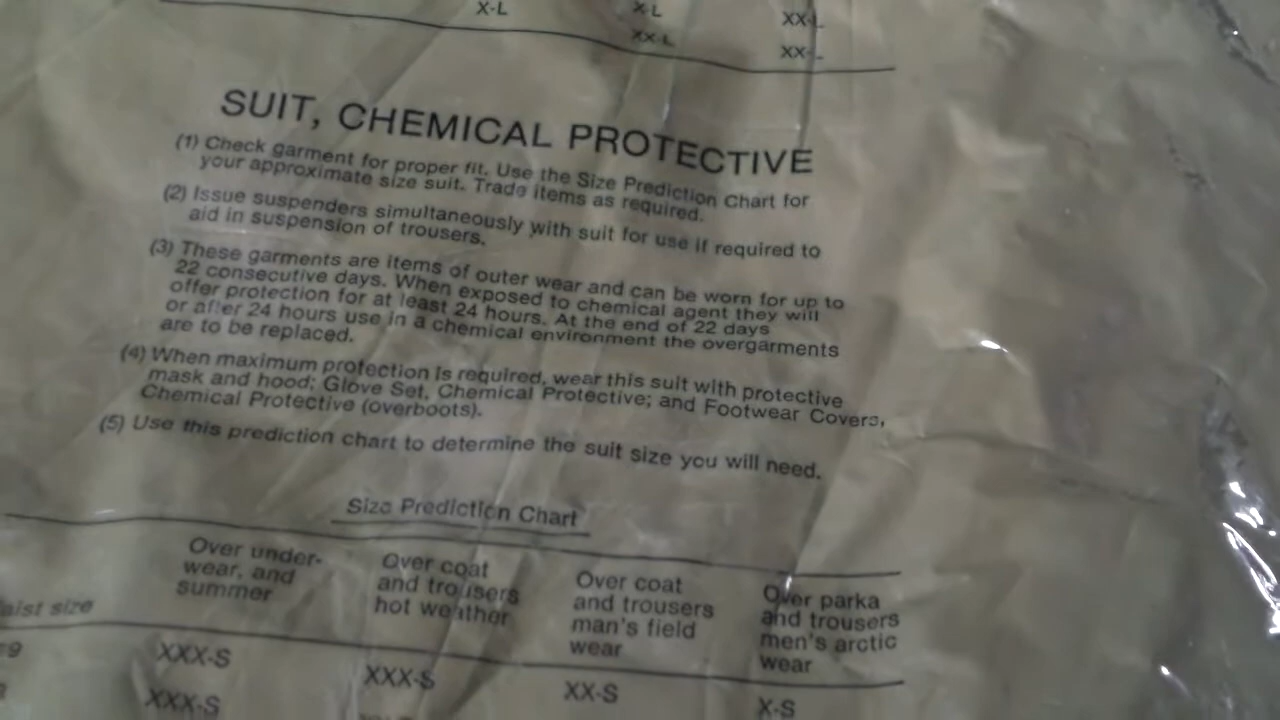 X-L X-L XX-L
XX-L XX-L
SUIT, CHEMICAL PROTECTIVE
(1) Check garment for proper fit. Use the Size Prediction Chart for
your approximate size suit. Trade items as required.
(2) Issue suspenders simultaneously with suit for use if required to
aid in suspension of trousers.
(3) These garments are items of outer wear and can be worn for up to
22 consecutive days. When exposed to chemical agent they will
offer protection for at least 24 hours. At the end of 22 days
or after 24 hours use in a chemical environment the overgarments
are to be replaced.
(4) When maximum protection is required, wear this suit with protective
mask and hood; Glove Set, Chemical Protective; and Footwear Covers,
Chemical Protective (overboots).
(5) Use this prediction chart to determine the suit size you will need.
Size Prediction Chart
size
Over under-
wear, and
summer
Over coat
and trousers
hot weather
Over coat
and trousers
man's field
wear
Over parka
and trousers
men's arctic
wear
XXX-S XXX-S XX-S X-S
XXX-S